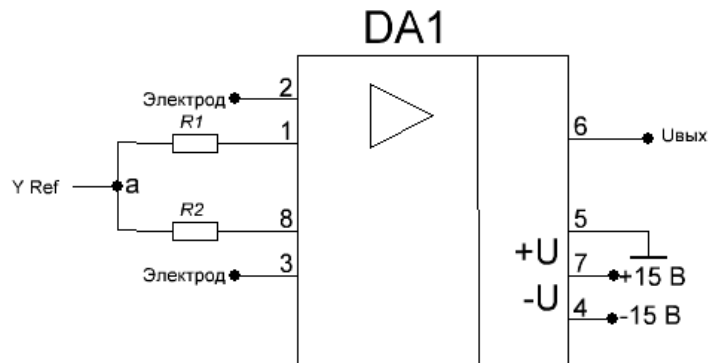 DA1
Электрод
2
R1
1
6
Uвых
Y Ref
a
R2
8
5
+U
Электрод
3
7
+15 В
-U
4
-15 В